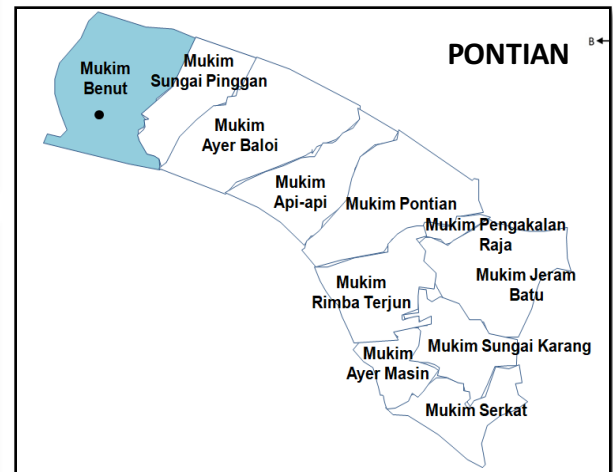 PONTIAN
B
Mukim
Benut
Mukim
Sungai Pinggan
Mukim
Ayer Baloi
Mukim
Api-api
Mukim Pontian
Mukim Pengakalan
Raja
Mukim Jeram
Batu
Mukim
Rimba Terjun
Mukim Sungai Karang
Mukim
Ayer Masin
Mukim Serkat